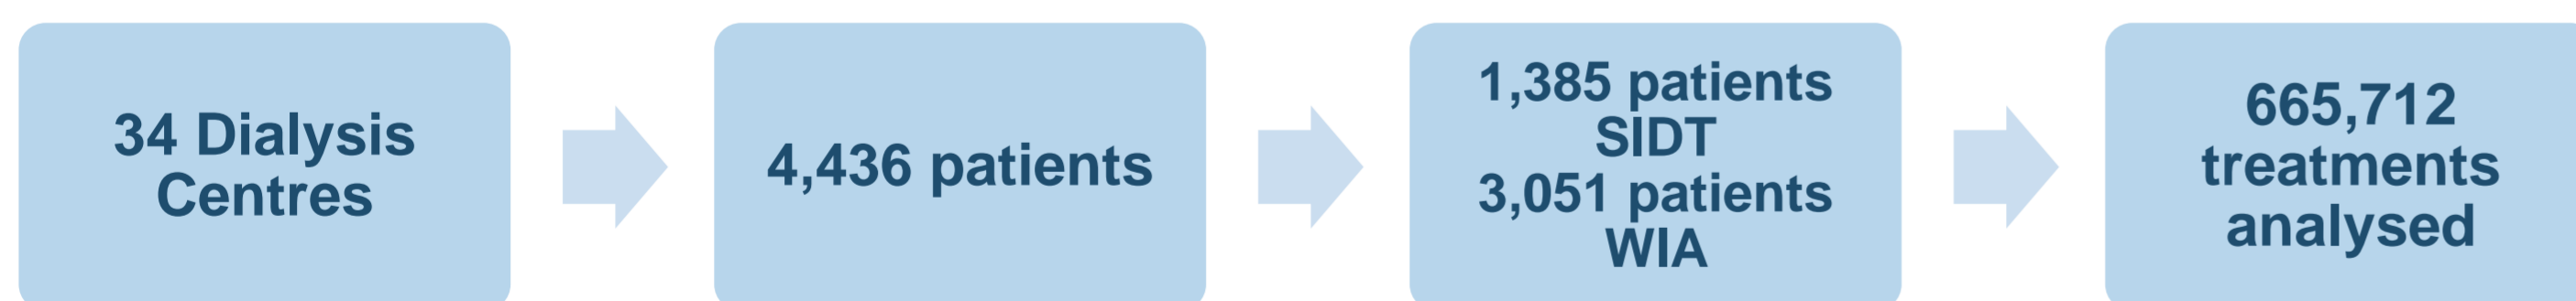 34 Dialysis
Centres
4,436 patients
1,385 patients
SIDT
3,051 patients
WIA
665,712
treatments
analysed